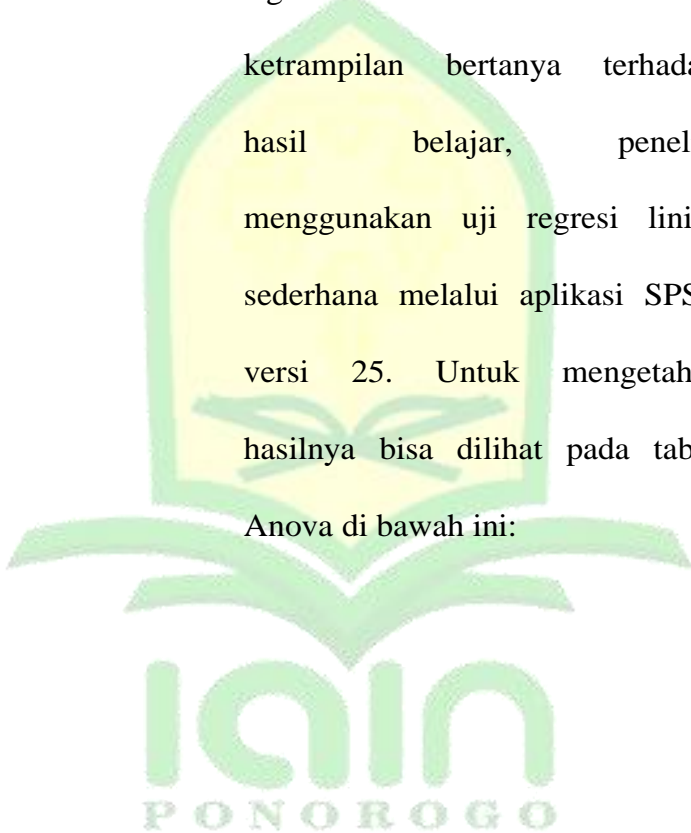 ketrampilan bertanya terhada
hasil belajar, penel
menggunakan uji regresi lini
sederhana melalui aplikasi SPS
versi 25. Untuk mengetah
hasilnya bisa dilihat pada tab
Anova di bawah ini:
iain
PONOROGO